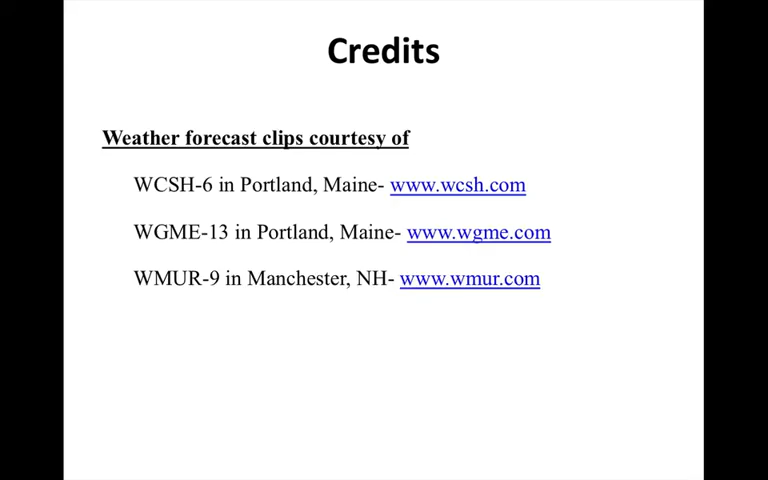 Credits
Weather forecast clips courtesy of
WCSH-6 in Portland, Maine- www.wcsh.com
WGME-13 in Portland, Maine- www.wgme.com
WMUR-9 in Manchester, NH- www.wmur.com